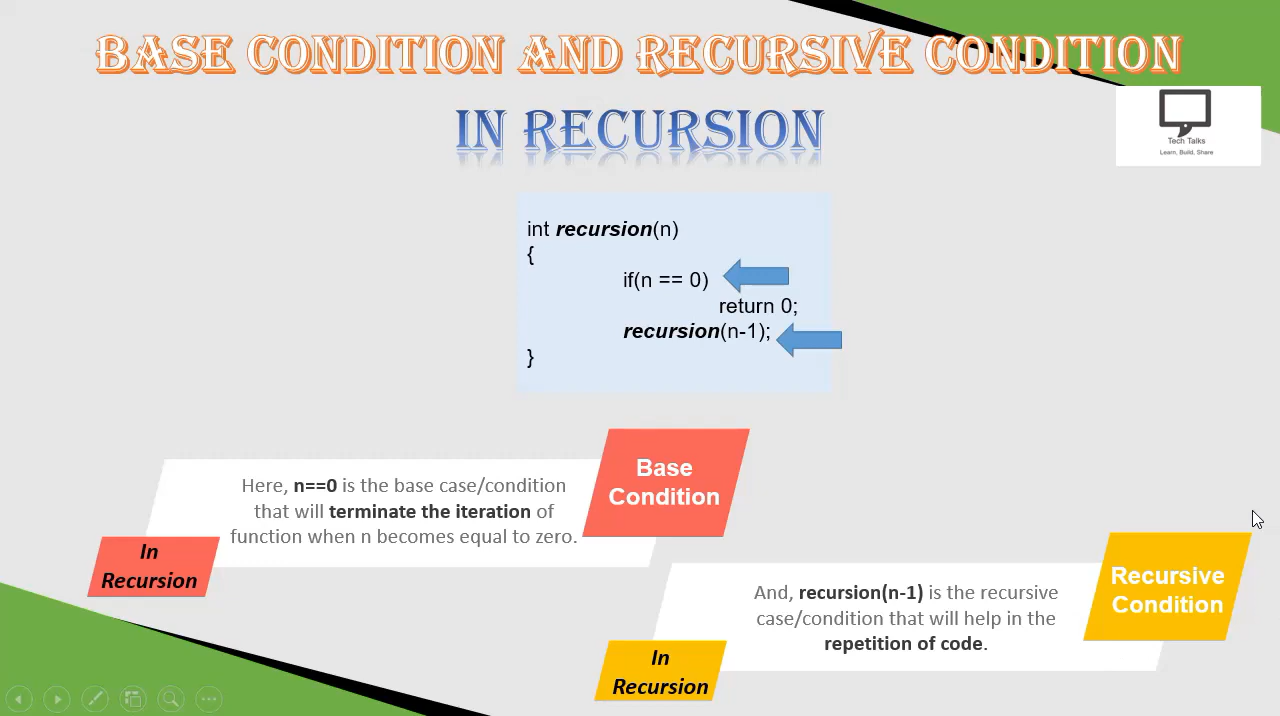 BASE CONDITION AND RECURSIVE CONDITION
IN RECURSION
Tech Talks
Learn, Build, Share
int recursion(n)
{
if(n == 0)
return 0;
recursion(n-1);
}
Base
Condition
Here, n==0 is the base case/condition
that will terminate the iteration of
function when n becomes equal to zero.
In
Recursion
Recursive
Condition
And, recursion(n-1) is the recursive
case/condition that will help in the
repetition of code.
In
Recursion